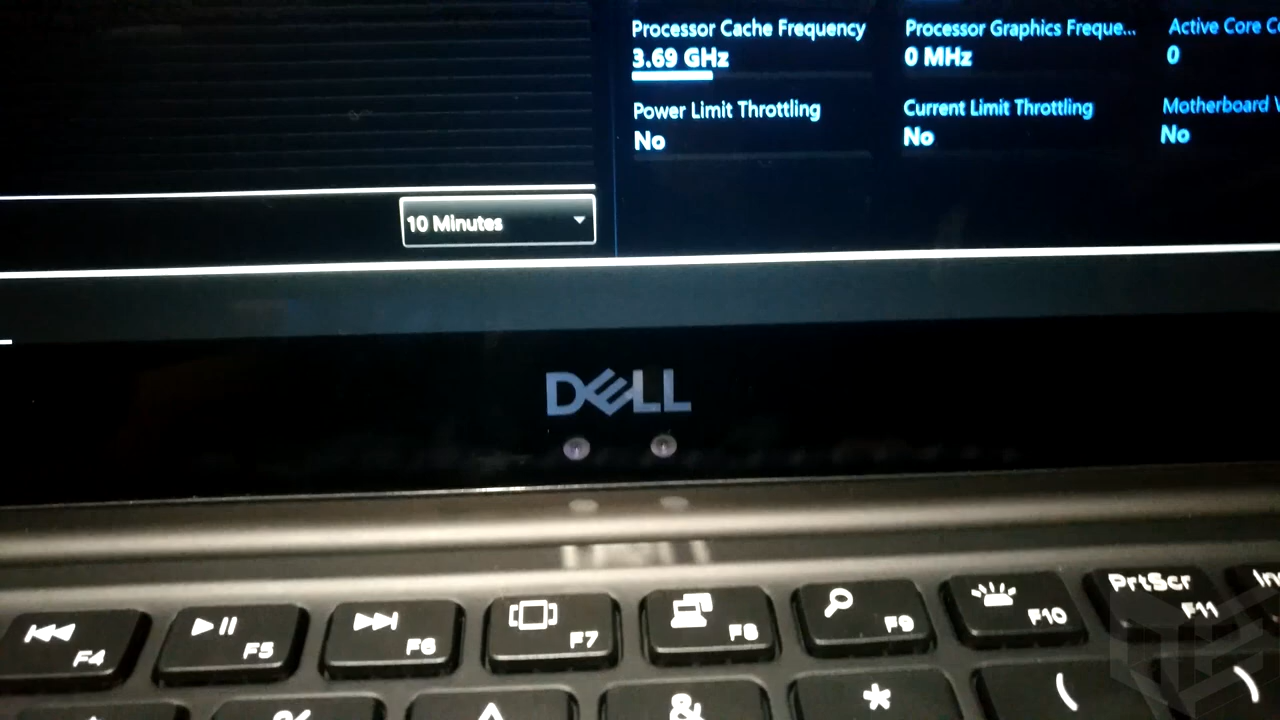 Processor Cache Frequency
3.69 GHz
Processor Graphics Freque...
0 MHz
Active Core C
0
Power Limit Throttling
No
Current Limit Throttling
No
Motherboard V
No
10 Minutes
DELL
F4
F5
F6
F7
F8
F9
F10
PrtScr
F11
In
%
^
&
*
(
)